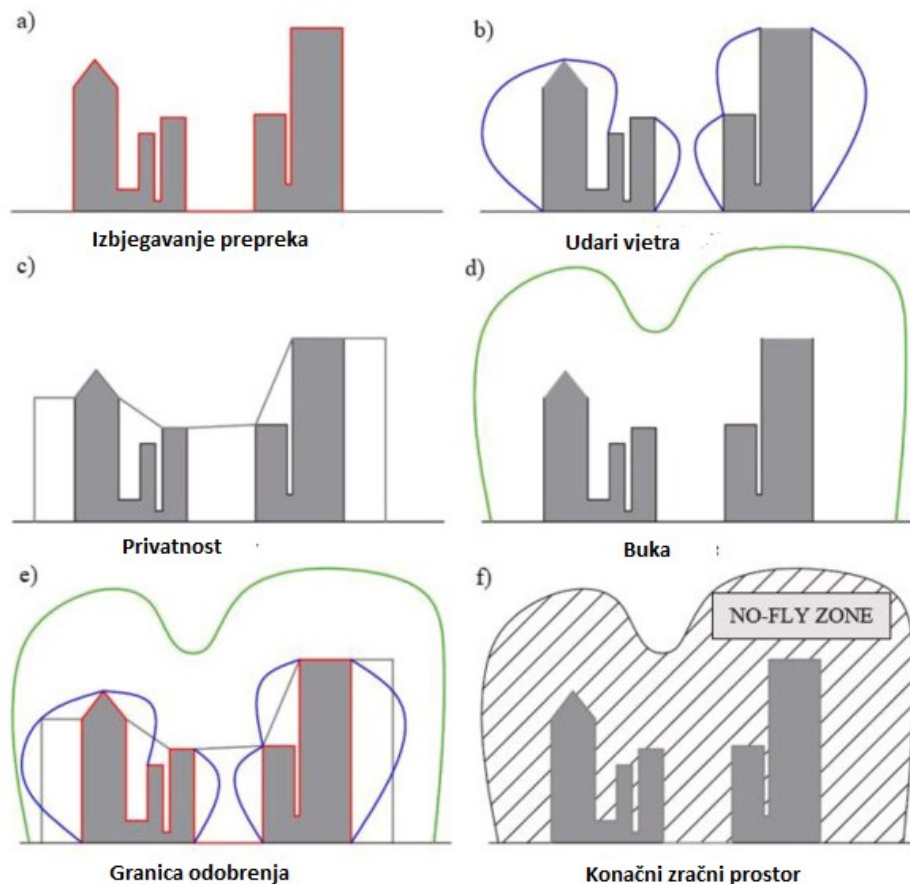 a)
b)
Izbjegavanje prepreka
Udari vjetra
c)
d)
Privatnost
Buka
e)
f)
NO-FLY ZONE
Granica odobrenja
Konačni zračni prostor